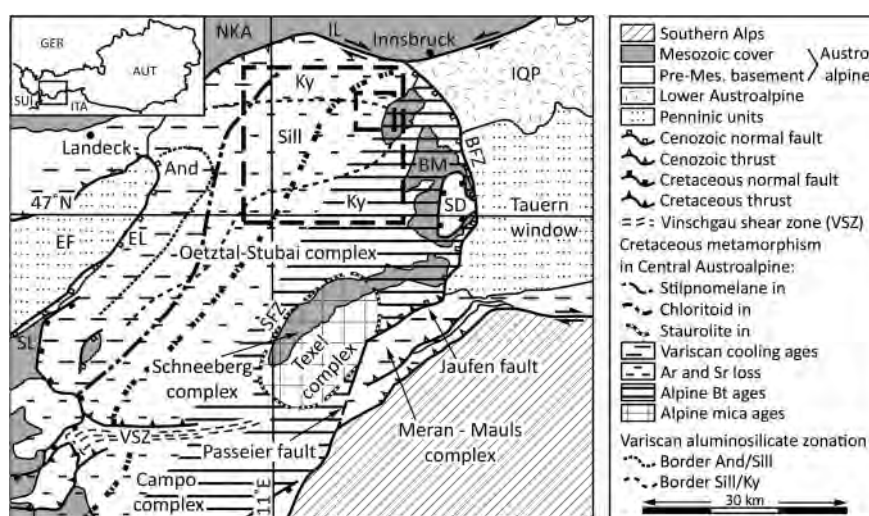 GER
AUT
SUI
ITA
NKA
IL
Innsbruck
IQP
Ky
Sill
Landeck
And
BM
BFZ
47°N
Ky
SD
Tauern
window
EF
EL
Oetztal-Stubai complex
SFZ
SL
Schneeberg
complex
Texel
complex
Jaufen fault
VSZ
Passeier fault
Meran - Mauls
complex
Campo
complex
11°E
Southern Alps
Mesozoic cover
Pre-Mes. basement
Austro
alpine
Lower Austroalpine
Penninic units
Cenozoic normal fault
Cenozoic thrust
Cretaceous normal fault
Cretaceous thrust
Vinschgau shear zone (VSZ)
Cretaceous metamorphism
in Central Austroalpine:
Stilpnomelane in
Chloritoid in
Staurolite in
Variscan cooling ages
Ar and Sr loss
Alpine Bt ages
Alpine mica ages
Variscan aluminosilicate zonation
Border And/Sill
Border Sill/Ky
30 km